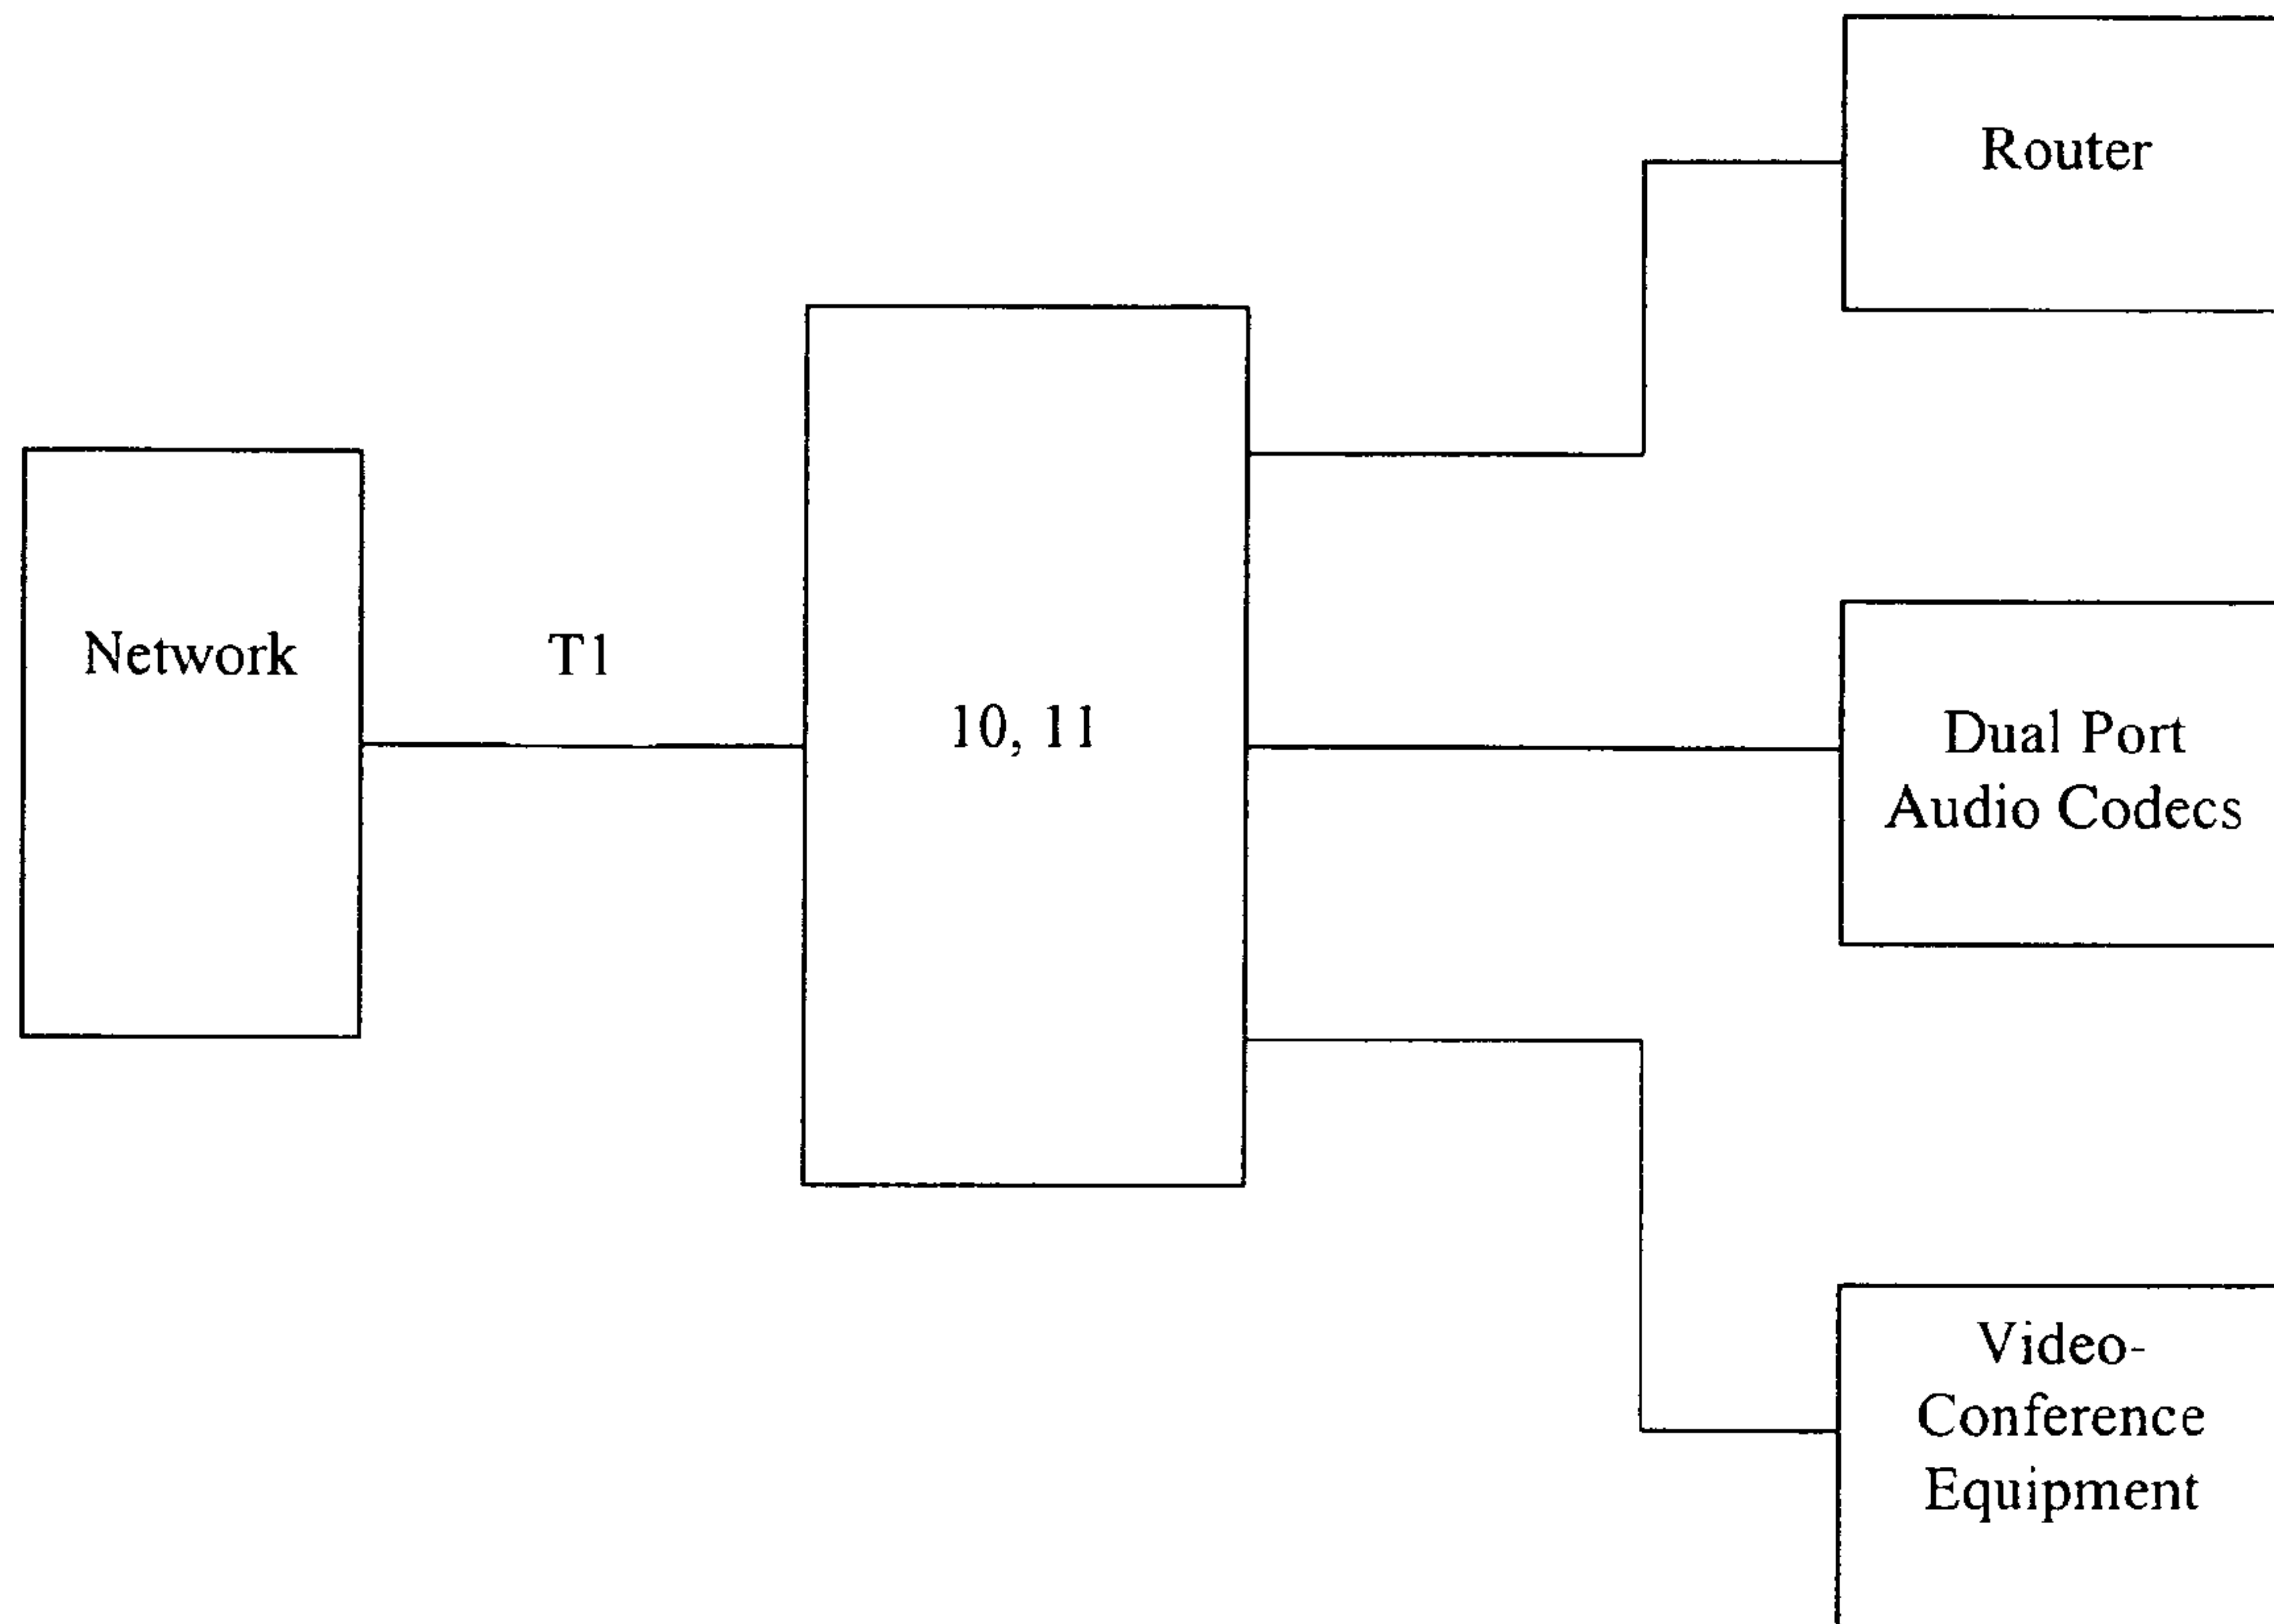 Router
Network
T1
10, 11
Dual Port
Audio Codecs
Video-
Conference
Equipment